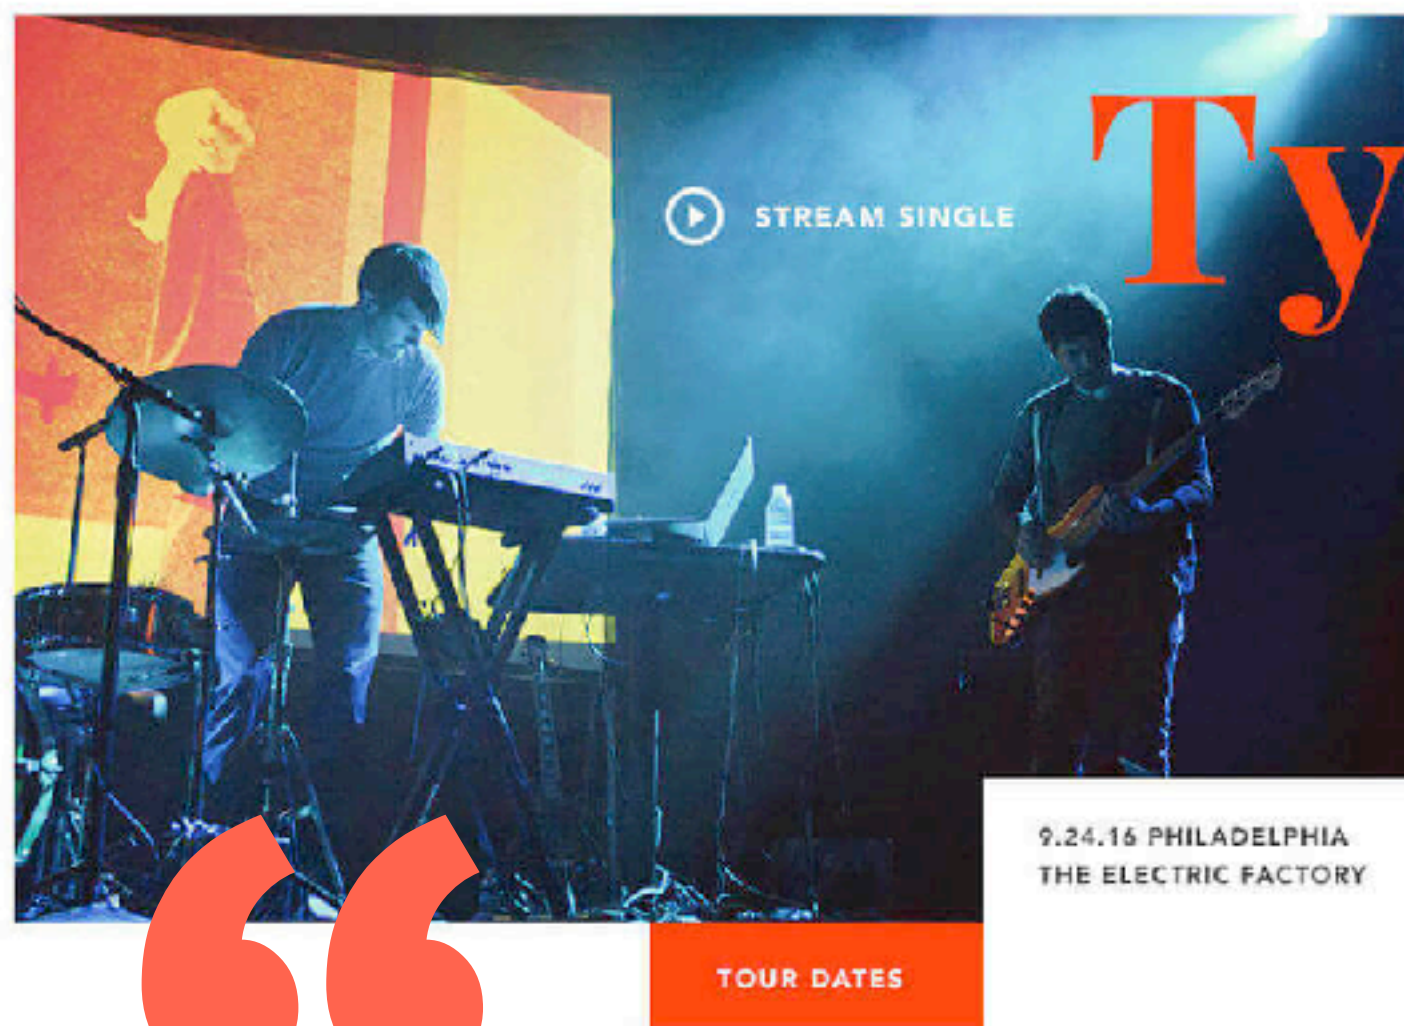 Ty
STREAM SINGLE
9.24.16 PHILADELPHIA
THE ELECTRIC FACTORY
TOUR DATES
“